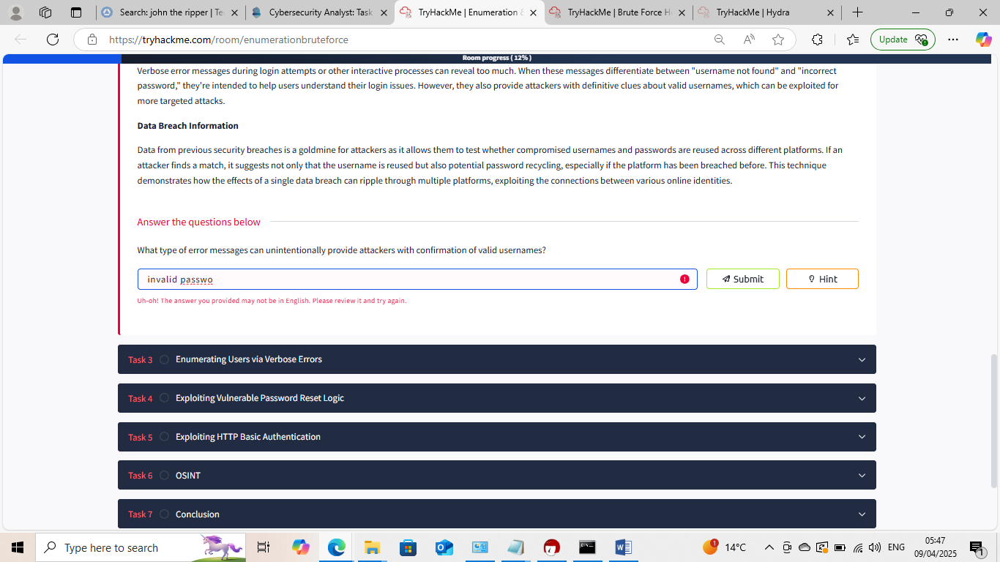 Search: john the ripper | Te
Cybersecurity Analyst: Task
TryHackMe | Enumeration &
TryHackMe | Brute Force H
TryHackMe | Hydra
https://tryhackme.com/room/enumerationbruteforce
Update
Room progress ( 12% )
Verbose error messages during login attempts or other interactive processes can reveal too much. When these messages differentiate between "username not found" and "incorrect
password," they're intended to help users understand their login issues. However, they also provide attackers with definitive clues about valid usernames, which can be exploited for
more targeted attacks.
Data Breach Information
Data from previous security breaches is a goldmine for attackers as it allows them to test whether compromised usernames and passwords are reused across different platforms. If an
attacker finds a match, it suggests not only that the username is reused but also potential password recycling, especially if the platform has been breached before. This technique
demonstrates how the effects of a single data breach can ripple through multiple platforms, exploiting the connections between various online identities.
Answer the questions below
What type of error messages can unintentionally provide attackers with confirmation of valid usernames?
invalid passwo
Submit
Hint
Uh-oh! The answer you provided may not be in English. Please review it and try again.
Task 3 Enumerating Users via Verbose Errors
Task 4 Exploiting Vulnerable Password Reset Logic
Task 5 Exploiting HTTP Basic Authentication
Task 6 OSINT
Task 7 Conclusion
Type here to search
1
14°C
ENG
05:47
09/04/2025
1